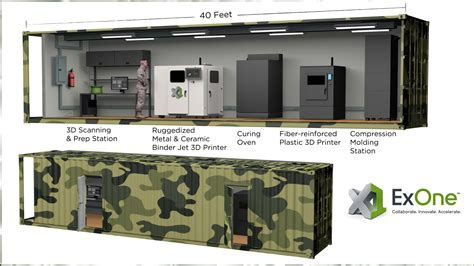 40 Feet
3D Scanning
& Prep Station
Ruggedized
Metal & Ceramic
Binder Jet 3D Printer
Curing
Oven
Fiber-reinforced
Plastic 3D Printer
Compression
Molding
Station
ExOne™
Collaborate. Innovate. Accelerate.